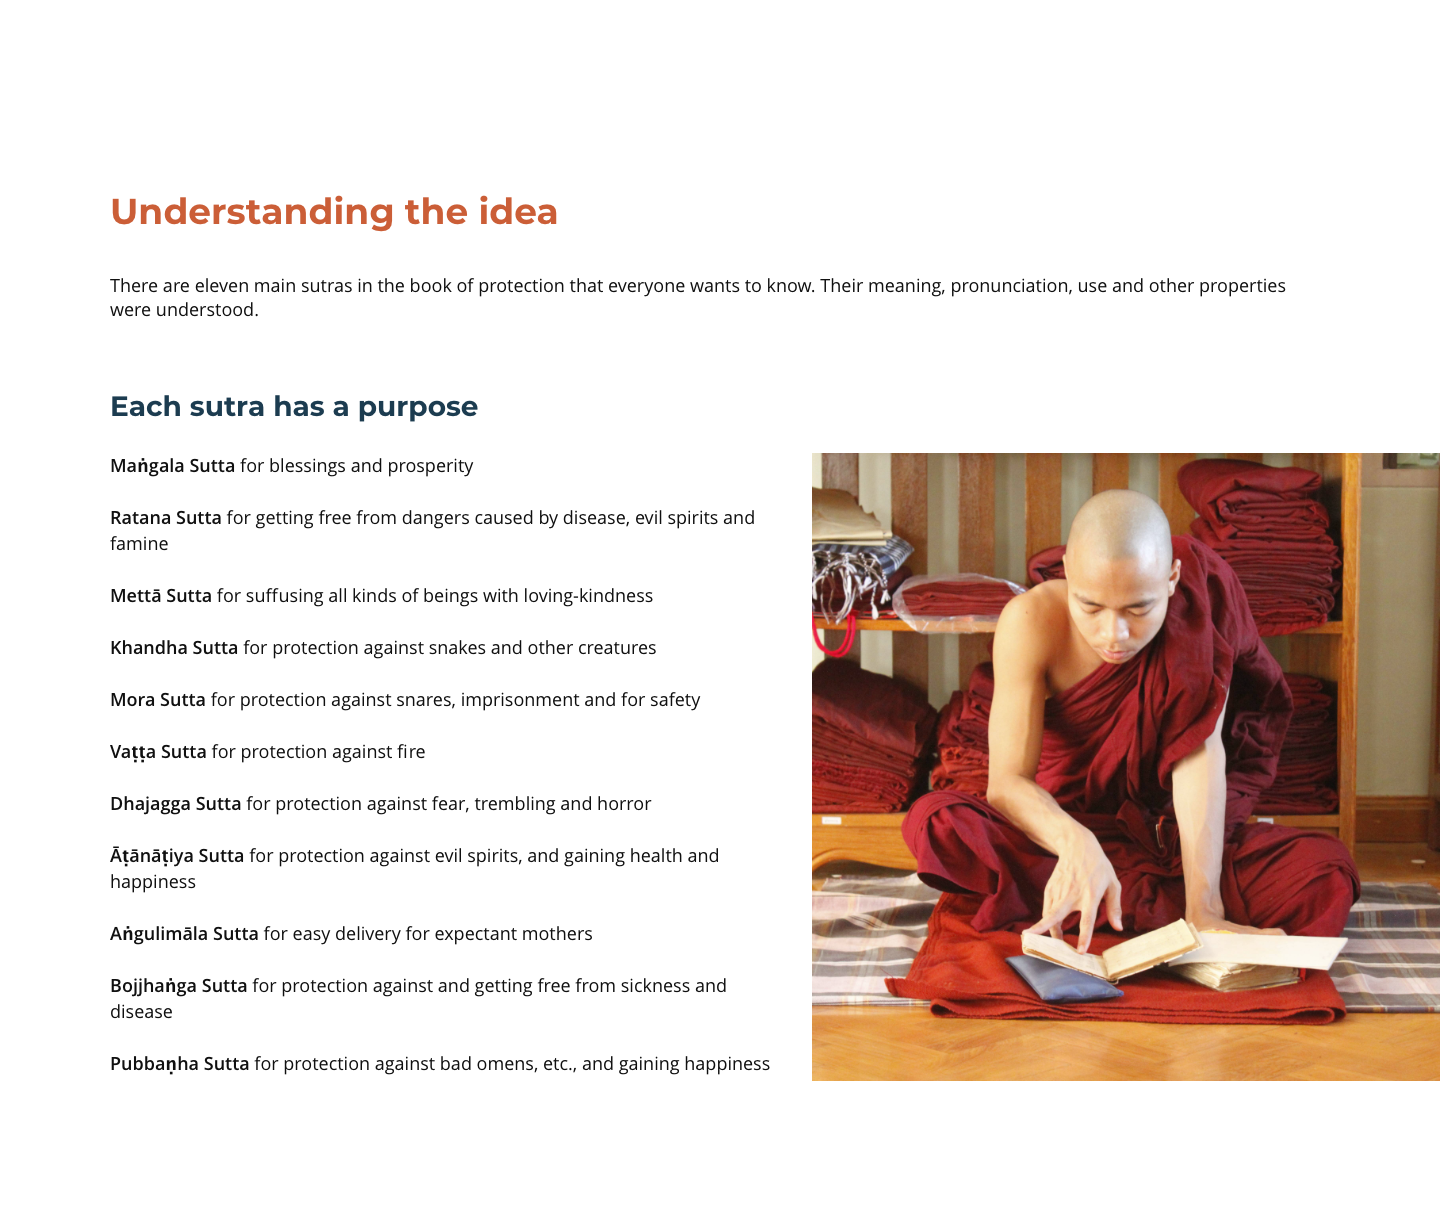 Understanding the idea
There are eleven main sutras in the book of protection that everyone wants to know. Their meaning, pronunciation, use and other properties
were understood.
Each sutra has a purpose
Maṅgala Sutta for blessings and prosperity
Ratana Sutta for getting free from dangers caused by disease, evil spirits and
famine
Mettā Sutta for suffusing all kinds of beings with loving-kindness
Khandha Sutta for protection against snakes and other creatures
Mora Sutta for protection against snares, imprisonment and for safety
Vaṭṭa Sutta for protection against fire
Dhajagga Sutta for protection against fear, trembling and horror
Āṭānāṭiya Sutta for protection against evil spirits, and gaining health and
happiness
Aṅgulimāla Sutta for easy delivery for expectant mothers
Bojjhaṅga Sutta for protection against and getting free from sickness and
disease
Pubbaṇha Sutta for protection against bad omens, etc., and gaining happiness